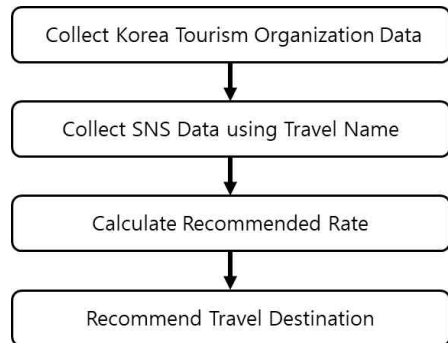 Collect Korea Tourism Organization Data
Collect SNS Data using Travel Name
Calculate Recommended Rate
Recommend Travel Destination